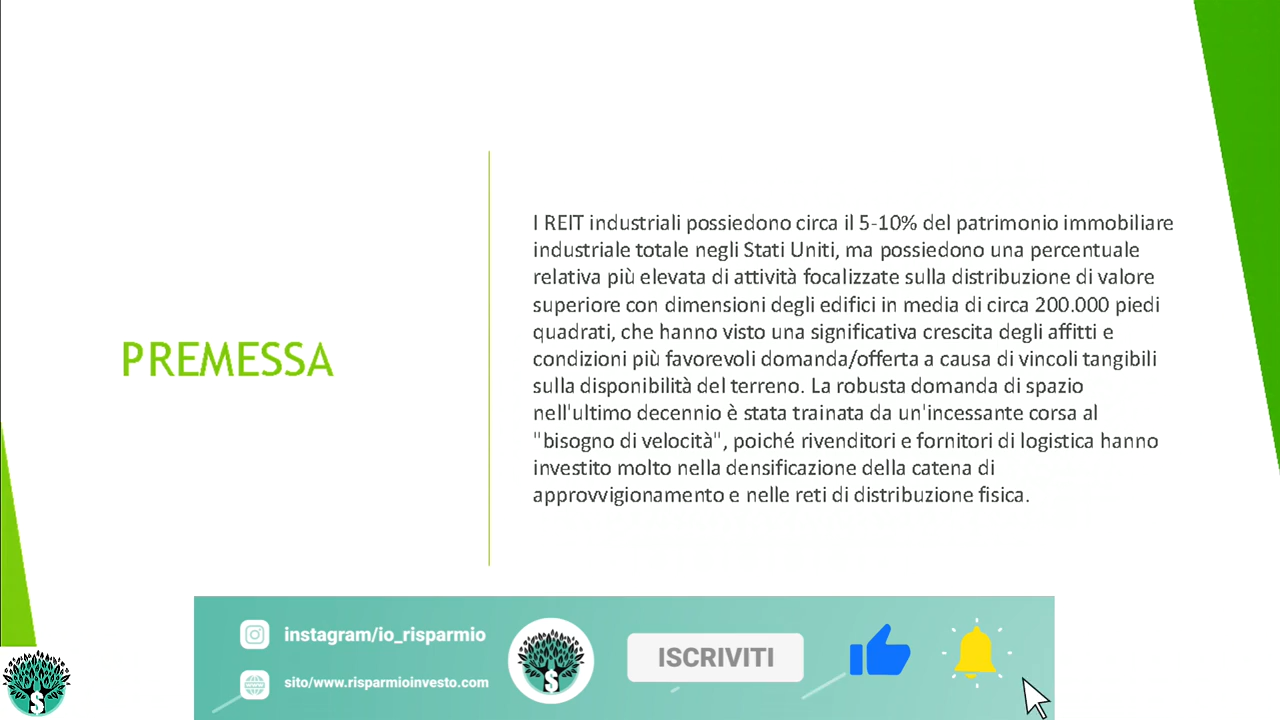 PREMESSA
I REIT industriali possiedono circa il 5-10% del patrimonio immobiliare
industriale totale negli Stati Uniti, ma possiedono una percentuale
relativa più elevata di attività focalizzate sulla distribuzione di valore
superiore con dimensioni degli edifici in media di circa 200.000 piedi
quadrati, che hanno visto una significativa crescita degli affitti e
condizioni più favorevoli domanda/offerta a causa di vincoli tangibili
sulla disponibilità del terreno. La robusta domanda di spazio
nell'ultimo decennio è stata trainata da un'incessante corsa al
"bisogno di velocità", poiché rivenditori e fornitori di logistica hanno
investito molto nella densificazione della catena di
approvvigionamento e nelle reti di distribuzione fisica.
instagram/io_risparmio
sito/www.risparmioinvesto.com
$
ISCRIVITI
$